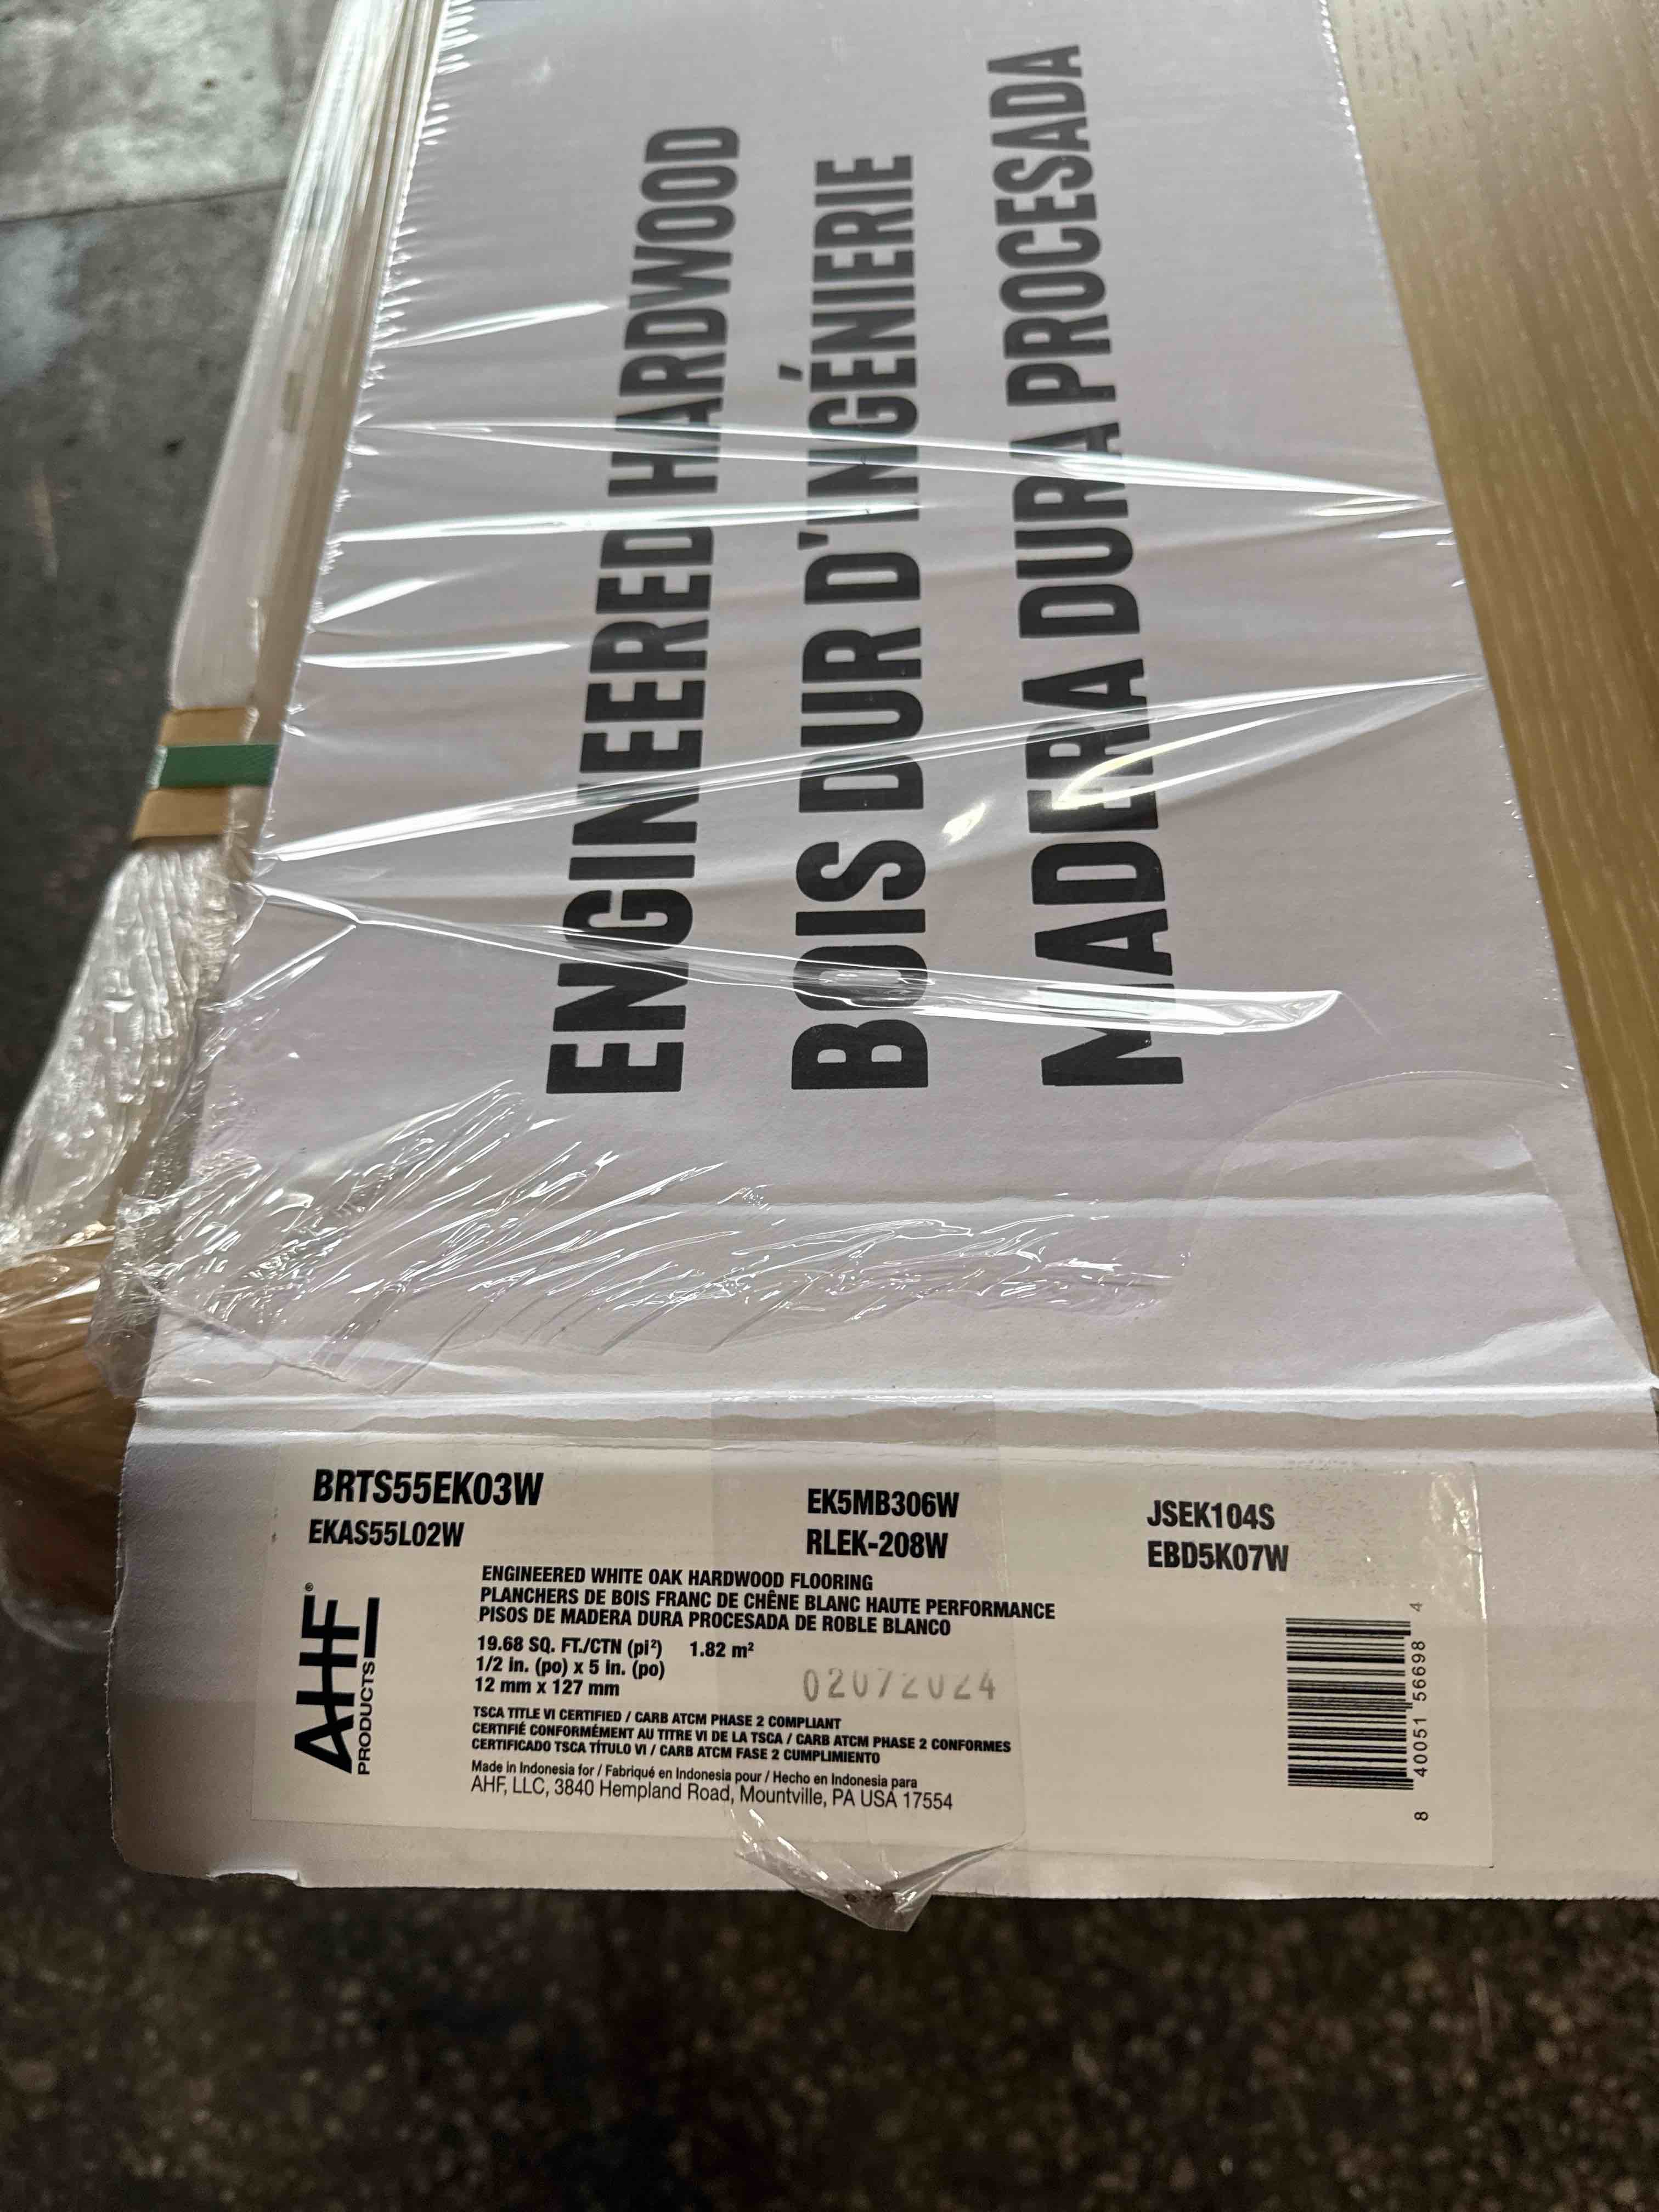 ENGINEERED HARDWOOD
BOIS DUR D'INGÉNIERIE
MADERA DURA PROCESADA
BRTS55EK03W
EKAS55L02W
EK5MB306W
RLEK-208W
JSEK104S
EBD5K07W
AHF®
PRODUCTS
ENGINEERED WHITE OAK HARDWOOD FLOORING
PLANCHERS DE BOIS FRANC DE CHÊNE BLANC HAUTE PERFORMANCE
PISOS DE MADERA DURA PROCESADA DE ROBLE BLANCO
19.68 SQ. FT./CTN (pi²) 1.82 m²
1/2 in. (po) x 5 in. (po)
12 mm x 127 mm
02072024
TSCA TITLE VI CERTIFIED / CARB ATCM PHASE 2 COMPLIANT
CERTIFIÉ CONFORMÉMENT AU TITRE VI DE LA TSCA / CARB ATCM PHASE 2 CONFORMES
CERTIFICADO TSCA TÍTULO VI / CARB ATCM FASE 2 CUMPLIMIENTO
Made in Indonesia for / Fabriqué en Indonesia pour / Hecho en Indonesia para
AHF, LLC, 3840 Hempland Road, Mountville, PA USA 17554
8 40051 56698 4